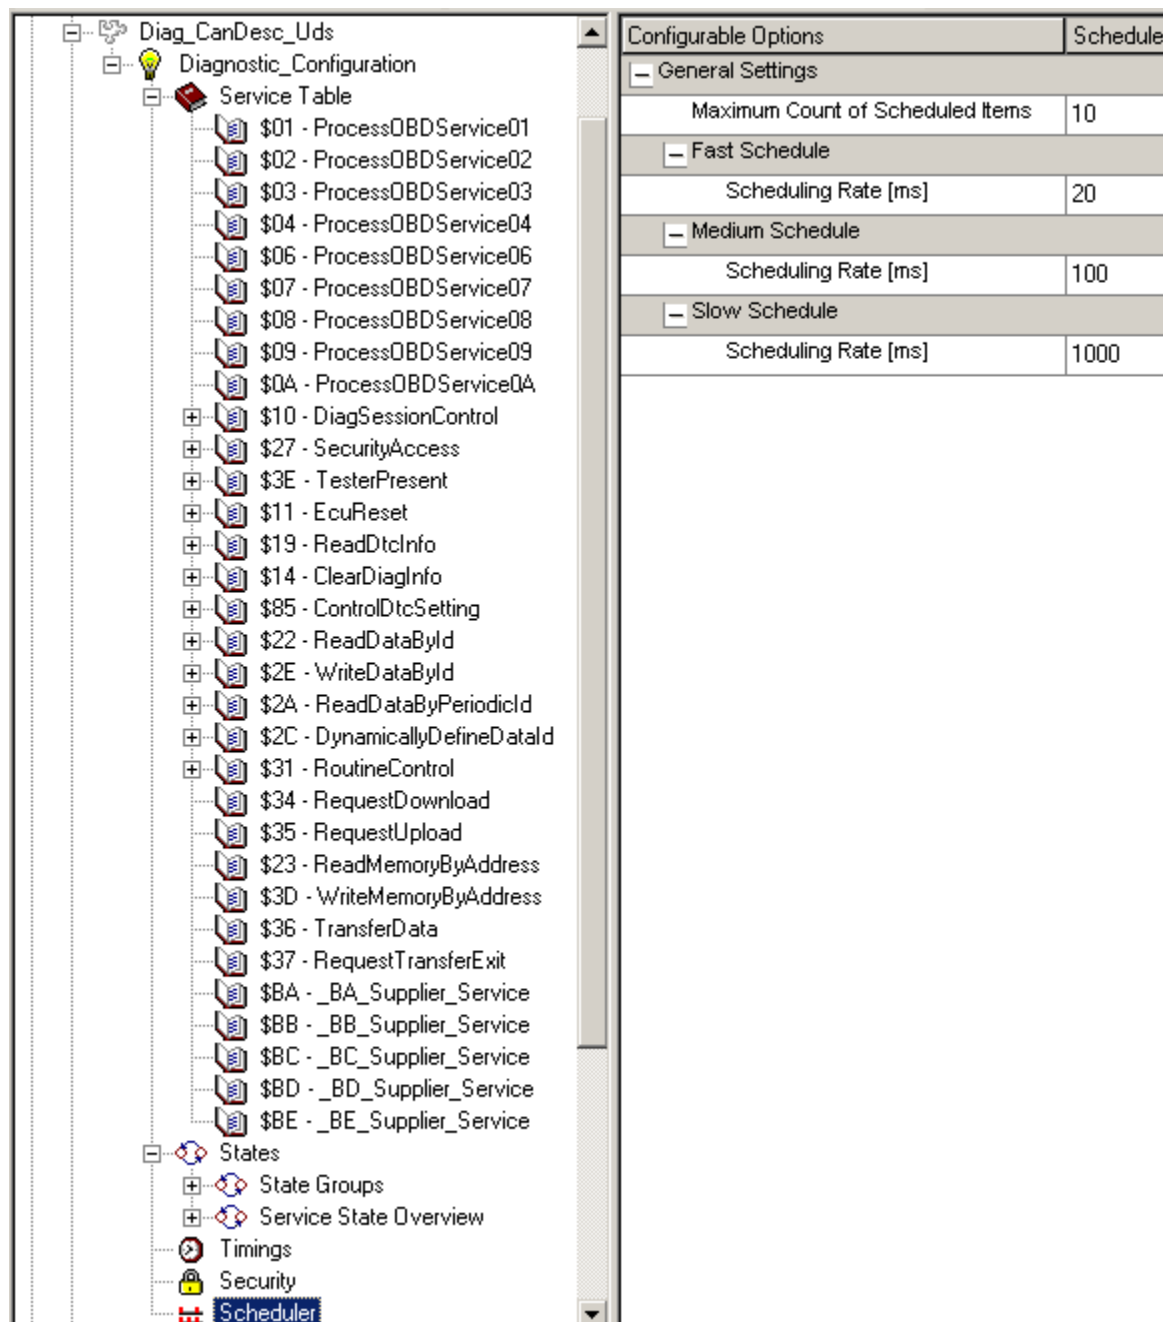 Diag_CanDesc_Uds
Diagnostic_Configuration
Service Table
$01 - ProcessOBDService01
$02 - ProcessOBDService02
$03 - ProcessOBDService03
$04 - ProcessOBDService04
$06 - ProcessOBDService06
$07 - ProcessOBDService07
$08 - ProcessOBDService08
$09 - ProcessOBDService09
$0A - ProcessOBDService0A
$10 - DiagSessionControl
$27 - SecurityAccess
$3E - TesterPresent
$11 - EcuReset
$19 - ReadDtcInfo
$14 - ClearDiagInfo
$85 - ControlDtcSetting
$22 - ReadDataById
$2E - WriteDataById
$2A - ReadDataByPeriodicId
$2C - DynamicallyDefineDataId
$31 - RoutineControl
$34 - RequestDownload
$35 - RequestUpload
$23 - ReadMemoryByAddress
$3D - WriteMemoryByAddress
$36 - TransferData
$37 - RequestTransferExit
$BA - _BA_Supplier_Service
$BB - _BB_Supplier_Service
$BC - _BC_Supplier_Service
$BD - _BD_Supplier_Service
$BE - _BE_Supplier_Service
States
State Groups
Service State Overview
Timings
Security
Scheduler
Configurable Options Schedule
General Settings
Maximum Count of Scheduled Items 10
Fast Schedule
Scheduling Rate [ms] 20
Medium Schedule
Scheduling Rate [ms] 100
Slow Schedule
Scheduling Rate [ms] 1000